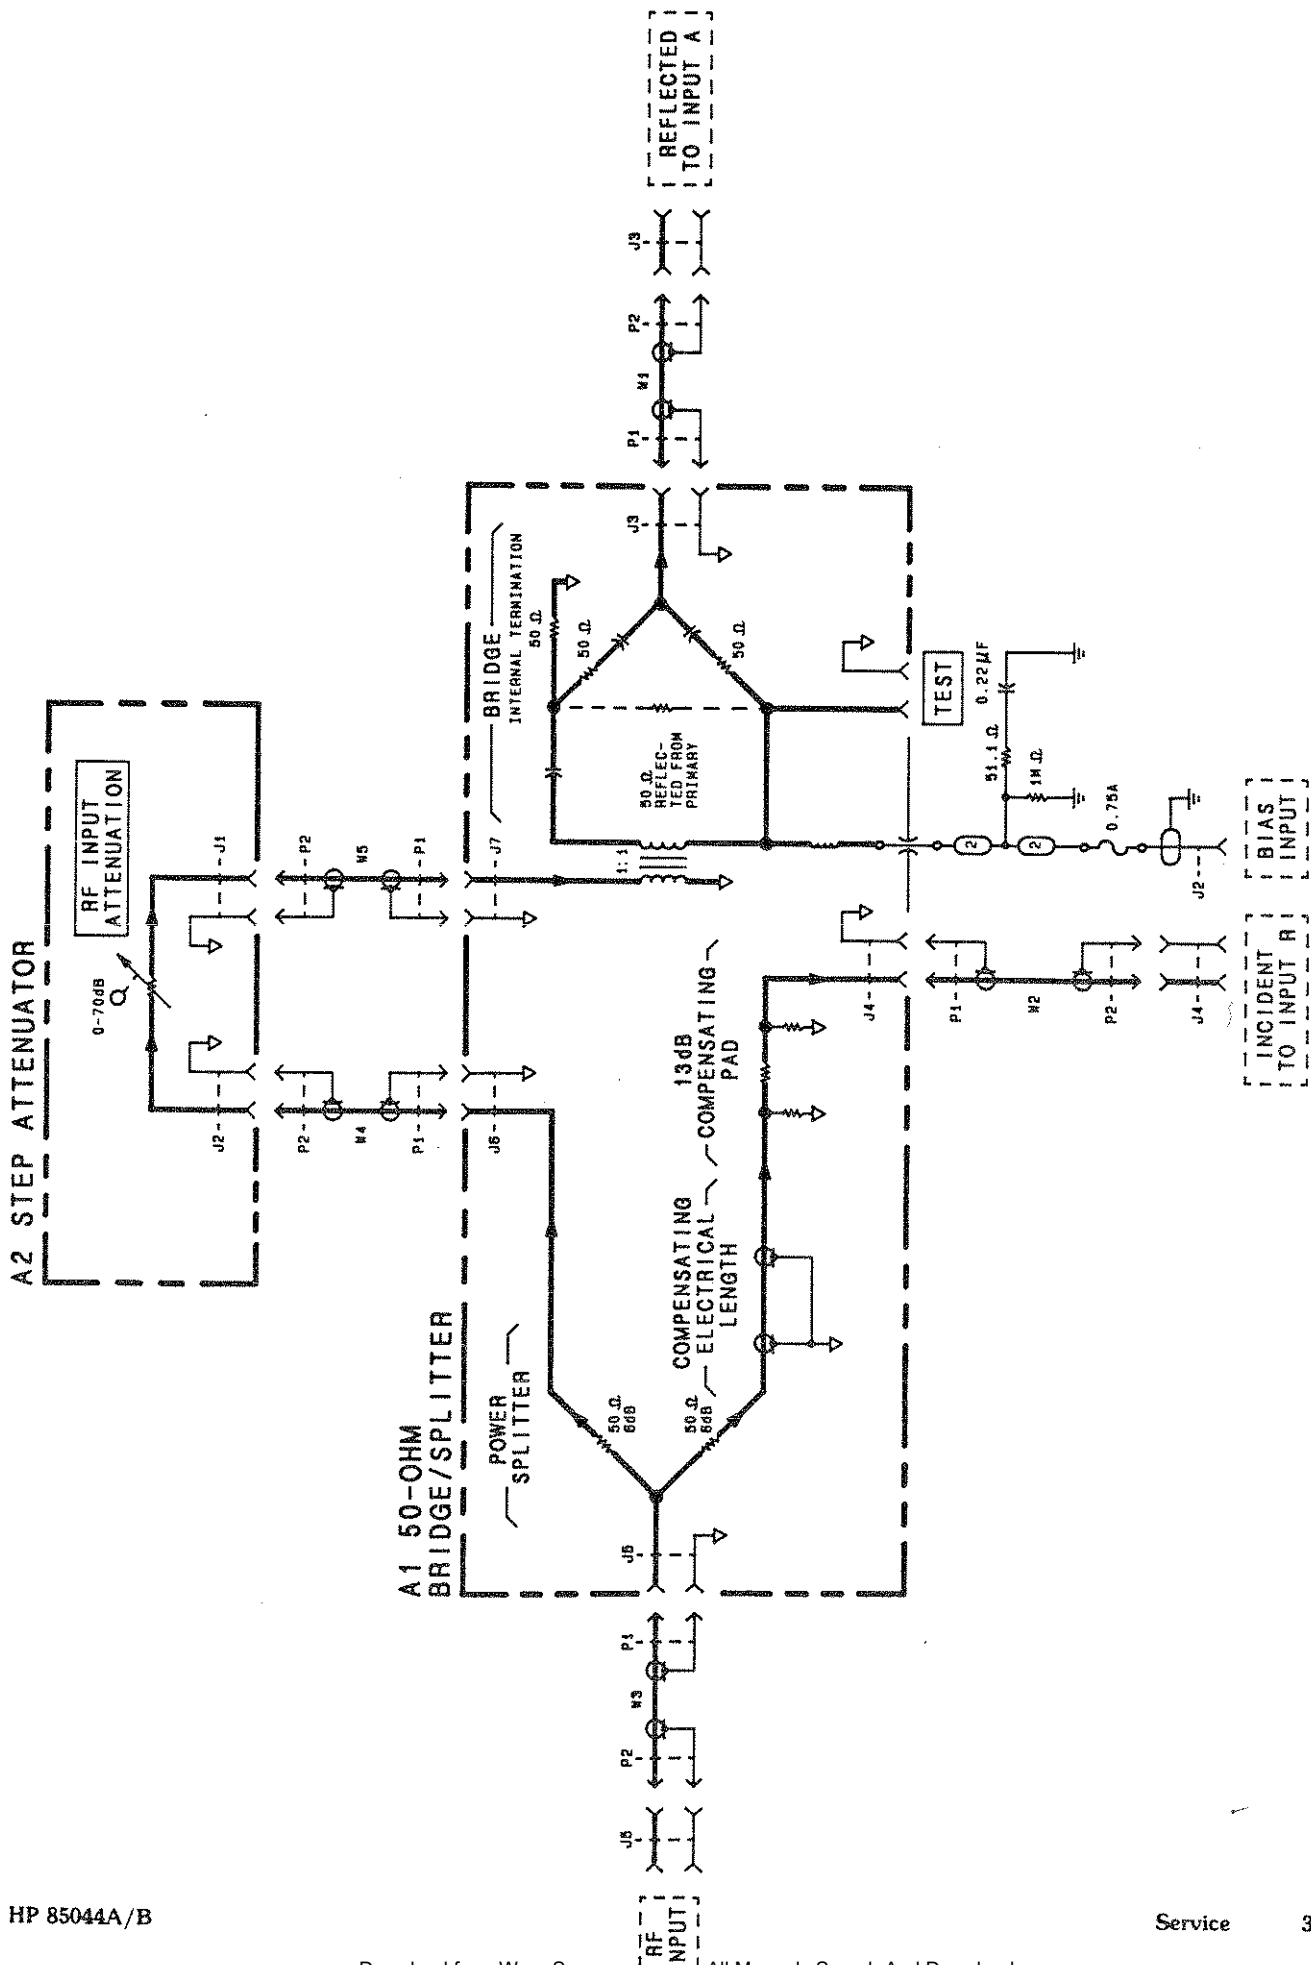 REFLECTED
TO INPUT A
J3
P2
W1
P1
J3
BRIDGE
INTERNAL TERMINATION
50 Ω
50 Ω
50 Ω
50 Ω
REFLEC-
TED FROM
PRIMARY
1:1
TEST
0.22µF
51.1 Ω
1M Ω
0.75A
2
2
J2
BIAS
INPUT
A2 STEP ATTENUATOR
RF INPUT
ATTENUATION
0-70dB
J1
P2
W5
P1
J7
J2
P2
W4
P1
J6
13dB
COMPENSATING
PAD
J4
P1
W2
P2
J4
INCIDENT
TO INPUT R
COMPENSATING
ELECTRICAL
LENGTH
A1 50-OHM
BRIDGE/SPLITTER
POWER
SPLITTER
50 Ω
6dB
50 Ω
6dB
J5
P1
W3
P2
J5
RF
NPUT
HP 85044A/B
Service 3